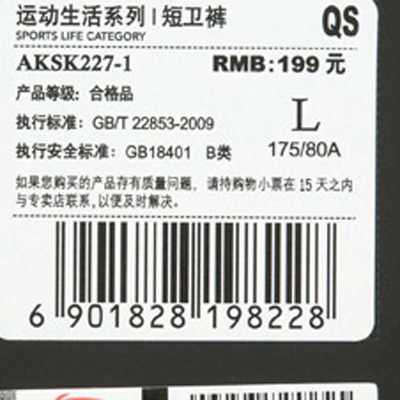 运动生活系列 | 短卫裤 QS
SPORTS LIFE CATEGORY
AKSK227-1 RMB:199 元
产品等级: 合格品
执行标准: GB/T 22853-2009
L
执行安全标准: GB18401 B类 175/80A
如果您购买的产品存有质量问题, 请持购物小票在 15 天之内
与专卖店联系,以便及时解决。
6 901828 198228